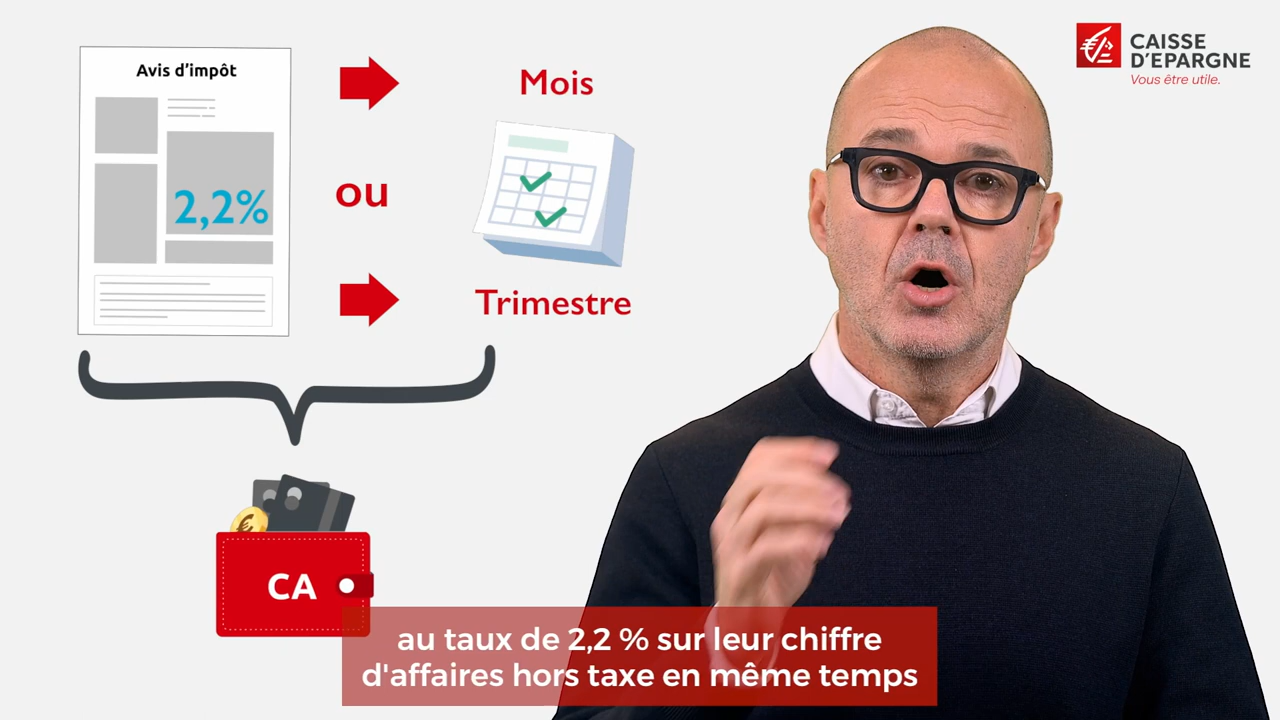 Avis d'impôt
2,2%
Mois
ou
Trimestre
CA
CAISSE
D'EPARGNE
Vous être utile.
au taux de 2,2 % sur leur chiffre
d'affaires hors taxe en même temps